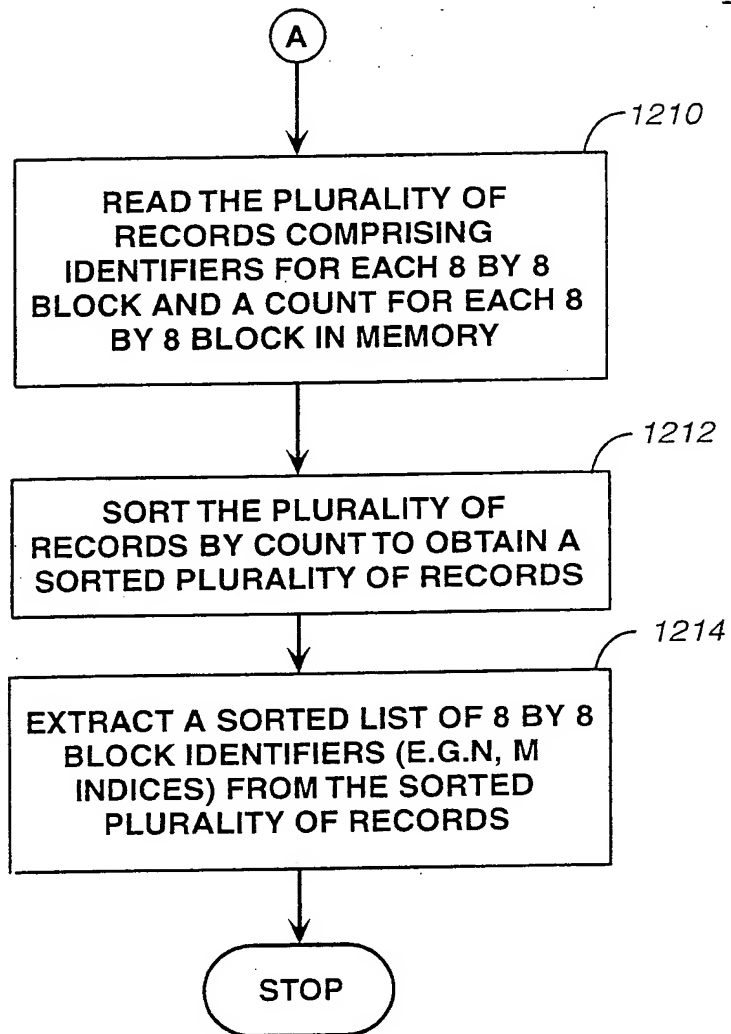 A
1210
READ THE PLURALITY OF
RECORDS COMPRISING
IDENTIFIERS FOR EACH 8 BY 8
BLOCK AND A COUNT FOR EACH 8
BY 8 BLOCK IN MEMORY
1212
SORT THE PLURALITY OF
RECORDS BY COUNT TO OBTAIN A
SORTED PLURALITY OF RECORDS
1214
EXTRACT A SORTED LIST OF 8 BY 8
BLOCK IDENTIFIERS (E.G.N, M
INDICES) FROM THE SORTED
PLURALITY OF RECORDS
STOP